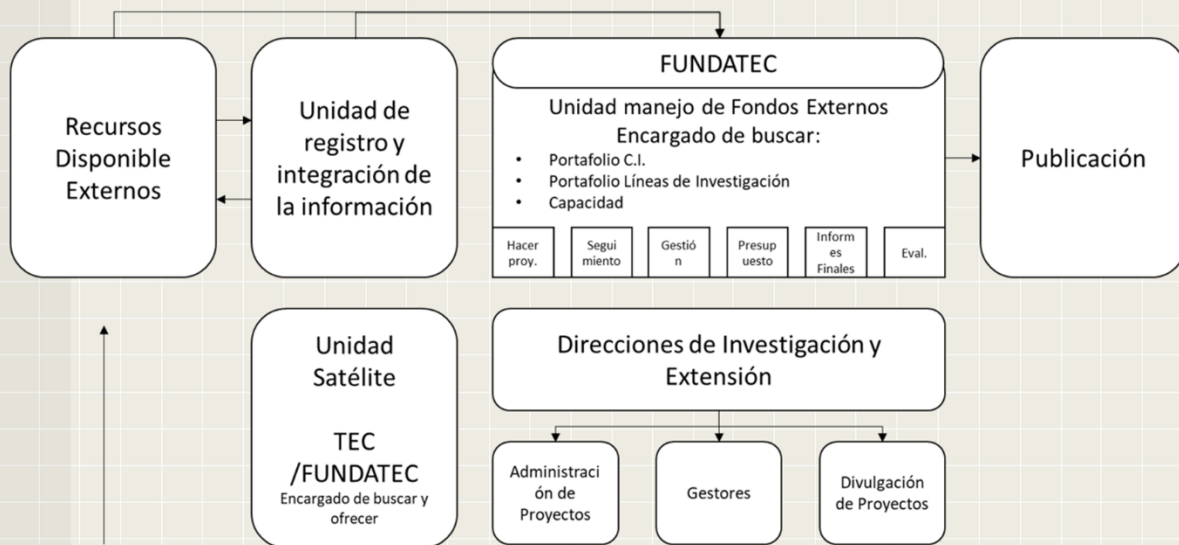 Recursos
Disponible
Externos
Unidad de
registro y
integración de
la información
FUNDATEC
Unidad manejo de Fondos Externos
Encargado de buscar:
• Portafolio C.I.
• Portafolio Líneas de Investigación
• Capacidad
Hacer
proy.
Segui
miento
Gestió
n
Presup
uesto
Inform
es
Finales
Eval.
Publicación
Unidad
Satélite
TEC
/FUNDATEC
Encargado de buscar y
ofrecer
Direcciones de Investigación y
Extensión
Administraci
ón de
Proyectos
Gestores
Divulgación
de Proyectos